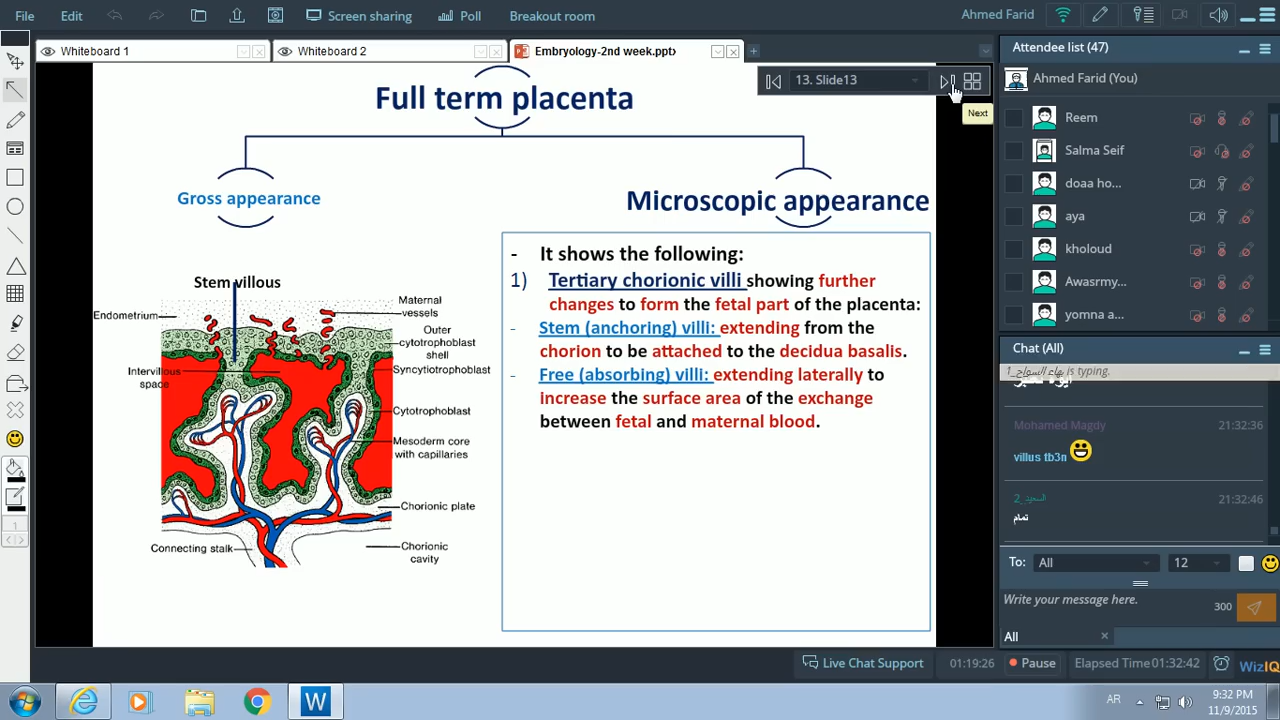 File
Edit
Screen sharing
Poll
Breakout room
Ahmed Farid
Whiteboard 1
Whiteboard 2
Embryology-2nd week.ppt
13. Slide13
Next
Full term placenta
Gross appearance
Microscopic appearance
Stem villous
Endometrium
Maternal
vessels
Outer
cytotrophoblast
shell
Intervillous
space
Syncytiotrophoblast
Cytotrophoblast
Mesoderm core
with capillaries
Chorionic plate
Connecting stalk
Chorionic
cavity
- It shows the following:
1) Tertiary chorionic villi showing further
changes to form the fetal part of the placenta:
- Stem (anchoring) villi: extending from the
chorion to be attached to the decidua basalis.
- Free (absorbing) villi: extending laterally to
increase the surface area of the exchange
between fetal and maternal blood.
Attendee list (47)
Ahmed Farid (You)
Reem
Salma Seif
doaa ho...
aya
kholoud
Awasrmy...
yomna a...
Chat (All)
بهاء السواح_1 is typing.
Mohamed Magdy 21:32:36
villus tb3n
السعيد_2 21:32:46
تمام
To: All 12
Write your message here.
300
All
Live Chat Support
01:19:26
Pause
Elapsed Time 01:32:42
WizIQ
1
W
AR
9:32 PM
11/9/2015